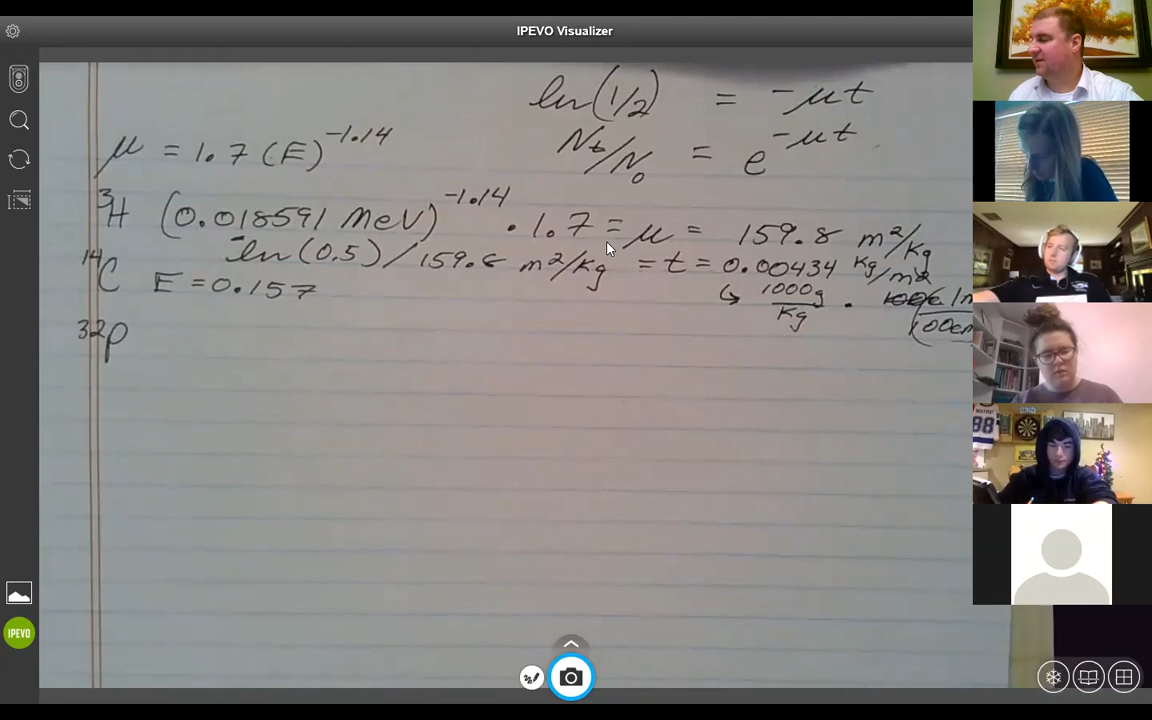 IPEVO Visualizer
ln(1/2) = -μt
μ = 1.7 (E)^-1.14
Nt/N0 = e^-μt
³H (0.018591 MeV)^-1.14 · 1.7 = μ = 159.8 m²/kg
-ln(0.5)/159.8 m²/kg = t = 0.00434 kg/m²
¹⁴C E = 0.157
↳ 1000g/kg ·
³²P
88
IPEVO